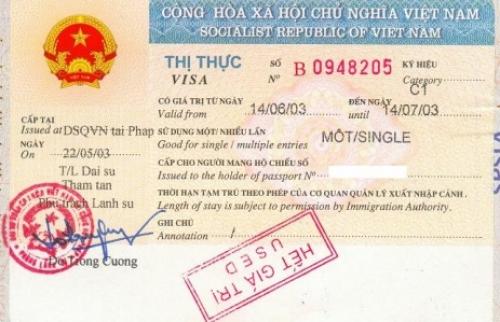 CỘNG HÒA XÃ HỘI CHỦ NGHĨA VIỆT NAM
SOCIALIST REPUBLIC OF VIET NAM
THỊ THỰC
VISA
SỐ
Nº B 0948205
KÝ HIỆU
Category
C1
CÓ GIÁ TRỊ TỪ NGÀY
Valid from 14/06/03
ĐẾN NGÀY
until 14/07/03
CẤP TẠI
Issued at DSQVN tai Phap
NGÀY
On 22/05/03
T/L Dai su
Tham tan
Phu trach Lanh su
Do Trong Cuong
SỬ DỤNG MỘT/ NHIỀU LẦN
Good for single / multiple entries MỘT/SINGLE
CẤP CHO NGƯỜI MANG HỘ CHIẾU SỐ
Issued to the holder of passport Nº
THỜI HẠN TẠM TRÚ THEO PHÉP CỦA CƠ QUAN QUẢN LÝ XUẤT NHẬP CẢNH.
Length of stay is subject to permission by Immigration Authority.
GHI CHÚ
Annotation /
HẾT GIÁ TRỊ
USED